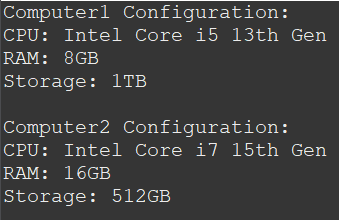 Computer1 Configuration:
CPU: Intel Core i5 13th Gen
RAM: 8GB
Storage: 1TB

Computer2 Configuration:
CPU: Intel Core i7 15th Gen
RAM: 16GB
Storage: 512GB